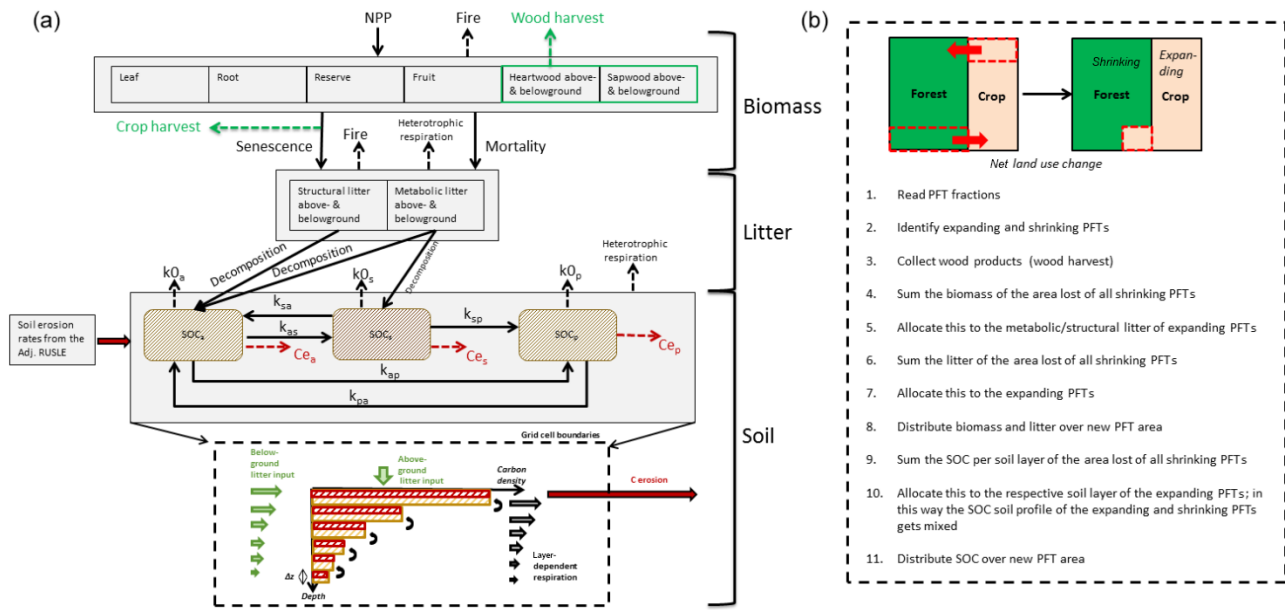 (a)
NPP
Fire
Wood harvest
Leaf
Root
Reserve
Fruit
Heartwood above-
& belowground
Sapwood above-
& belowground
Biomass
Crop harvest
Senescence
Fire
Heterotrophic
respiration
Mortality
Structural litter
above- &
belowground
Metabolic litter
above- &
belowground
Litter
Decomposition
Decomposition
Decomposition
Heterotrophic
respiration
k0a
k0s
k0p
Soil erosion
rates from the
Adj. RUSLE
SOCa
ksa
kas
SOCs
ksp
SOCp
Cea
Ces
Cep
kap
kpa
Soil
Grid cell boundaries
Below-
ground
litter input
Above-
ground
litter input
Carbon
density
C erosion
Layer-
dependent
respiration
Δz
Depth
(b)
Forest
Crop
Shrinking
Forest
Expan-
ding
Crop
Net land use change
1. Read PFT fractions
2. Identify expanding and shrinking PFTs
3. Collect wood products (wood harvest)
4. Sum the biomass of the area lost of all shrinking PFTs
5. Allocate this to the metabolic/structural litter of expanding PFTs
6. Sum the litter of the area lost of all shrinking PFTs
7. Allocate this to the expanding PFTs
8. Distribute biomass and litter over new PFT area
9. Sum the SOC per soil layer of the area lost of all shrinking PFTs
10. Allocate this to the respective soil layer of the expanding PFTs; in
this way the SOC soil profile of the expanding and shrinking PFTs
gets mixed
11. Distribute SOC over new PFT area